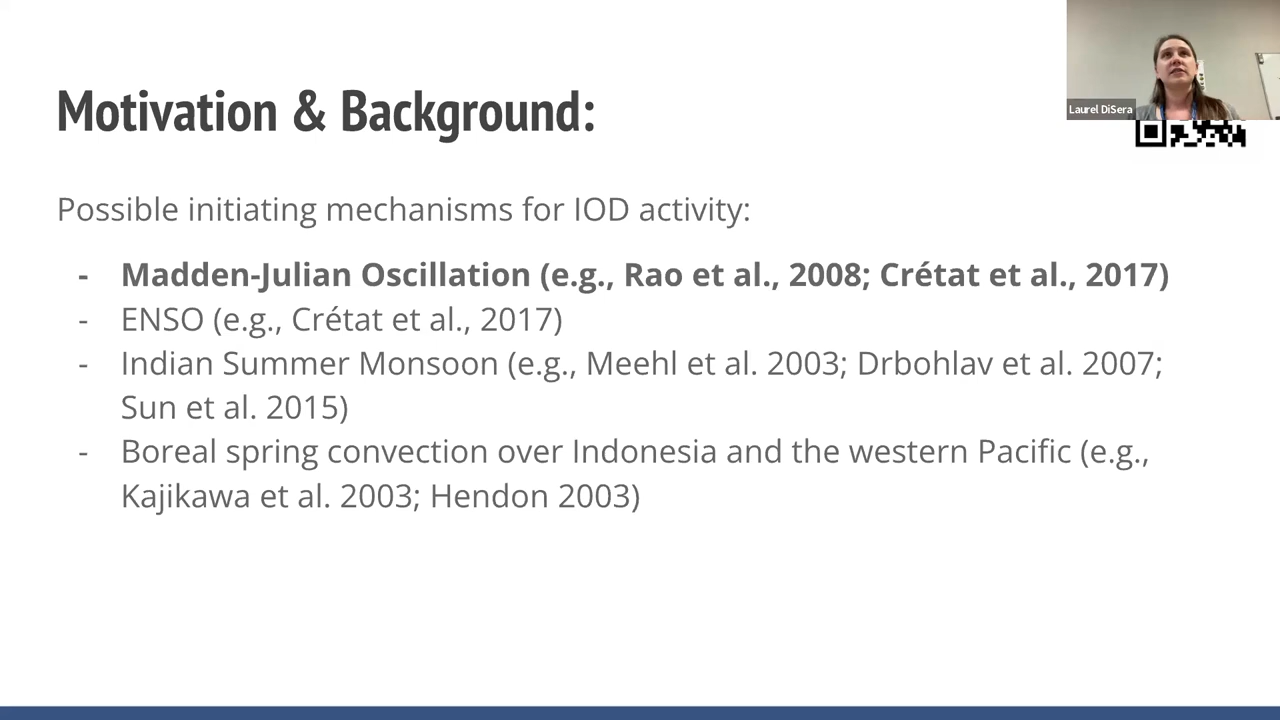 Motivation & Background:
Laurel DiSera
Possible initiating mechanisms for IOD activity:
- Madden-Julian Oscillation (e.g., Rao et al., 2008; Crétat et al., 2017)
- ENSO (e.g., Crétat et al., 2017)
- Indian Summer Monsoon (e.g., Meehl et al. 2003; Drbohlav et al. 2007;
Sun et al. 2015)
- Boreal spring convection over Indonesia and the western Pacific (e.g.,
Kajikawa et al. 2003; Hendon 2003)